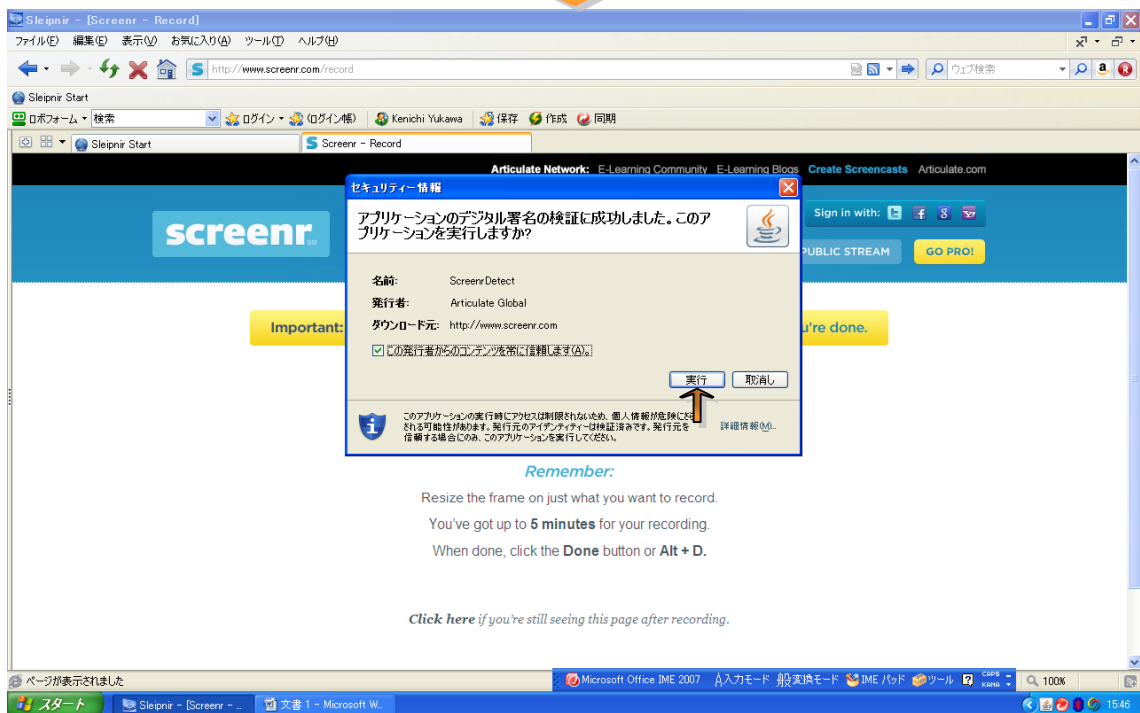 Sleipnir - [Screenr - Record]
ファイル(F) 編集(E) 表示(V) お気に入り(A) ツール(T) ヘルプ(H)
http://www.screenr.com/record
ウェブ検索
Sleipnir Start
ロボフォーム 検索 ログイン (ログイン帳) Kenichi Yukawa 保存 作成 同期
Sleipnir Start Screenr - Record
Articulate Network: E-Learning Community E-Learning Blogs Create Screencasts Articulate.com
screenr
Sign in with:
PUBLIC STREAM GO PRO!
Important: u're done.
セキュリティー情報
アプリケーションのデジタル署名の検証に成功しました。このア
プリケーションを実行しますか?
名前: ScreenrDetect
発行者: Articulate Global
ダウンロード元: http://www.screenr.com
この発行者からのコンテンツを常に信頼します(A)。
実行 取消し
このアプリケーションの実行時にアクセスは制限されないため、個人情報が危険にさ
される可能性があります。発行元のアイデンティティーは検証済みです。発行元を
信頼する場合にのみ、このアプリケーションを実行してください。
詳細情報(M)...
Remember:
Resize the frame on just what you want to record.
You've got up to 5 minutes for your recording.
When done, click the Done button or Alt + D.
Click here if you're still seeing this page after recording.
ページが表示されました
Microsoft Office IME 2007 A入力モード 般変換モード IME パッド ツール CAPS KANA 100%
スタート Sleipnir - [Screenr - ... 文書 1 - Microsoft W... 15:46